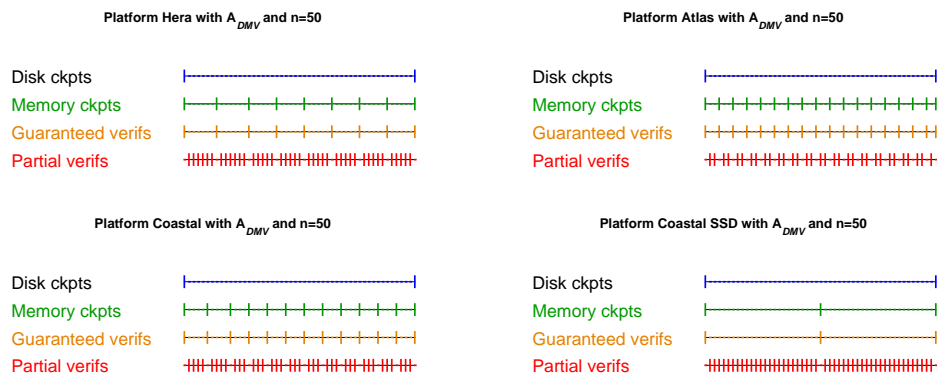 Platform Hera with A_DMV and n=50
Disk ckpts
Memory ckpts
Guaranteed verifs
Partial verifs
Platform Atlas with A_DMV and n=50
Disk ckpts
Memory ckpts
Guaranteed verifs
Partial verifs
Platform Coastal with A_DMV and n=50
Disk ckpts
Memory ckpts
Guaranteed verifs
Partial verifs
Platform Coastal SSD with A_DMV and n=50
Disk ckpts
Memory ckpts
Guaranteed verifs
Partial verifs